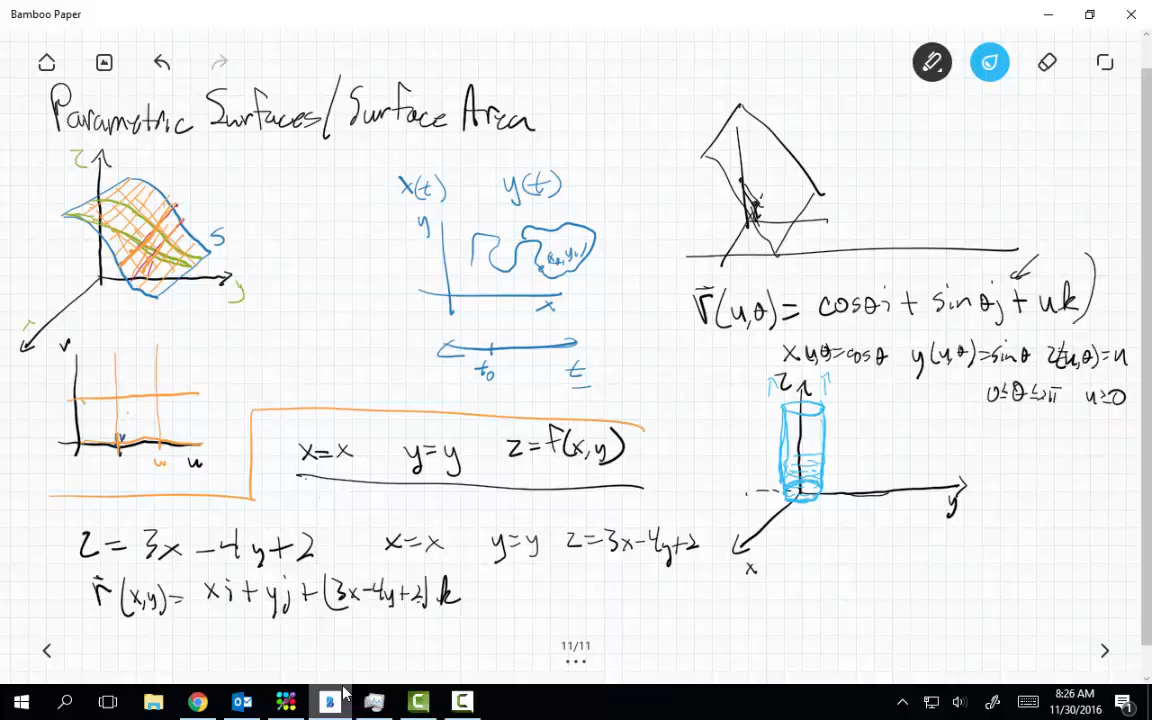 Bamboo Paper
Parametric Surfaces / Surface Area
z
S
y
v
u
x(t) y(t)
y
x
t₀ t
x=x y=y z=f(x,y)
z = 3x - 4y + 2 x=x y=y z=3x-4y+2
r⃗(x,y) = xi + yj + (3x-4y+2)k
r⃗(u,θ) = cosθi + sinθj + uk
x(u,θ)=cosθ y(u,θ)=sinθ z(u,θ)=u
0≤θ≤2π u≥0
z
y
x
11/11
8:26 AM
11/30/2016